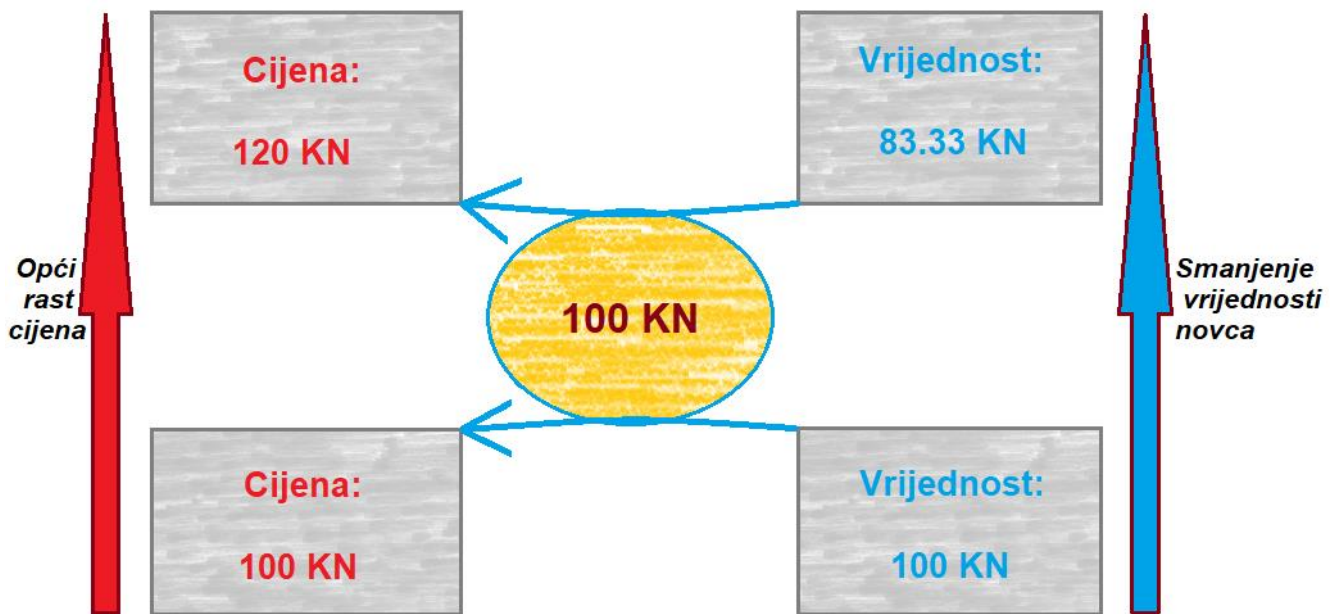 Cijena:
120 KN
Vrijednost:
83.33 KN
Opći
rast
cijena
100 KN
Smanjenje
vrijednosti
novca
Cijena:
100 KN
Vrijednost:
100 KN